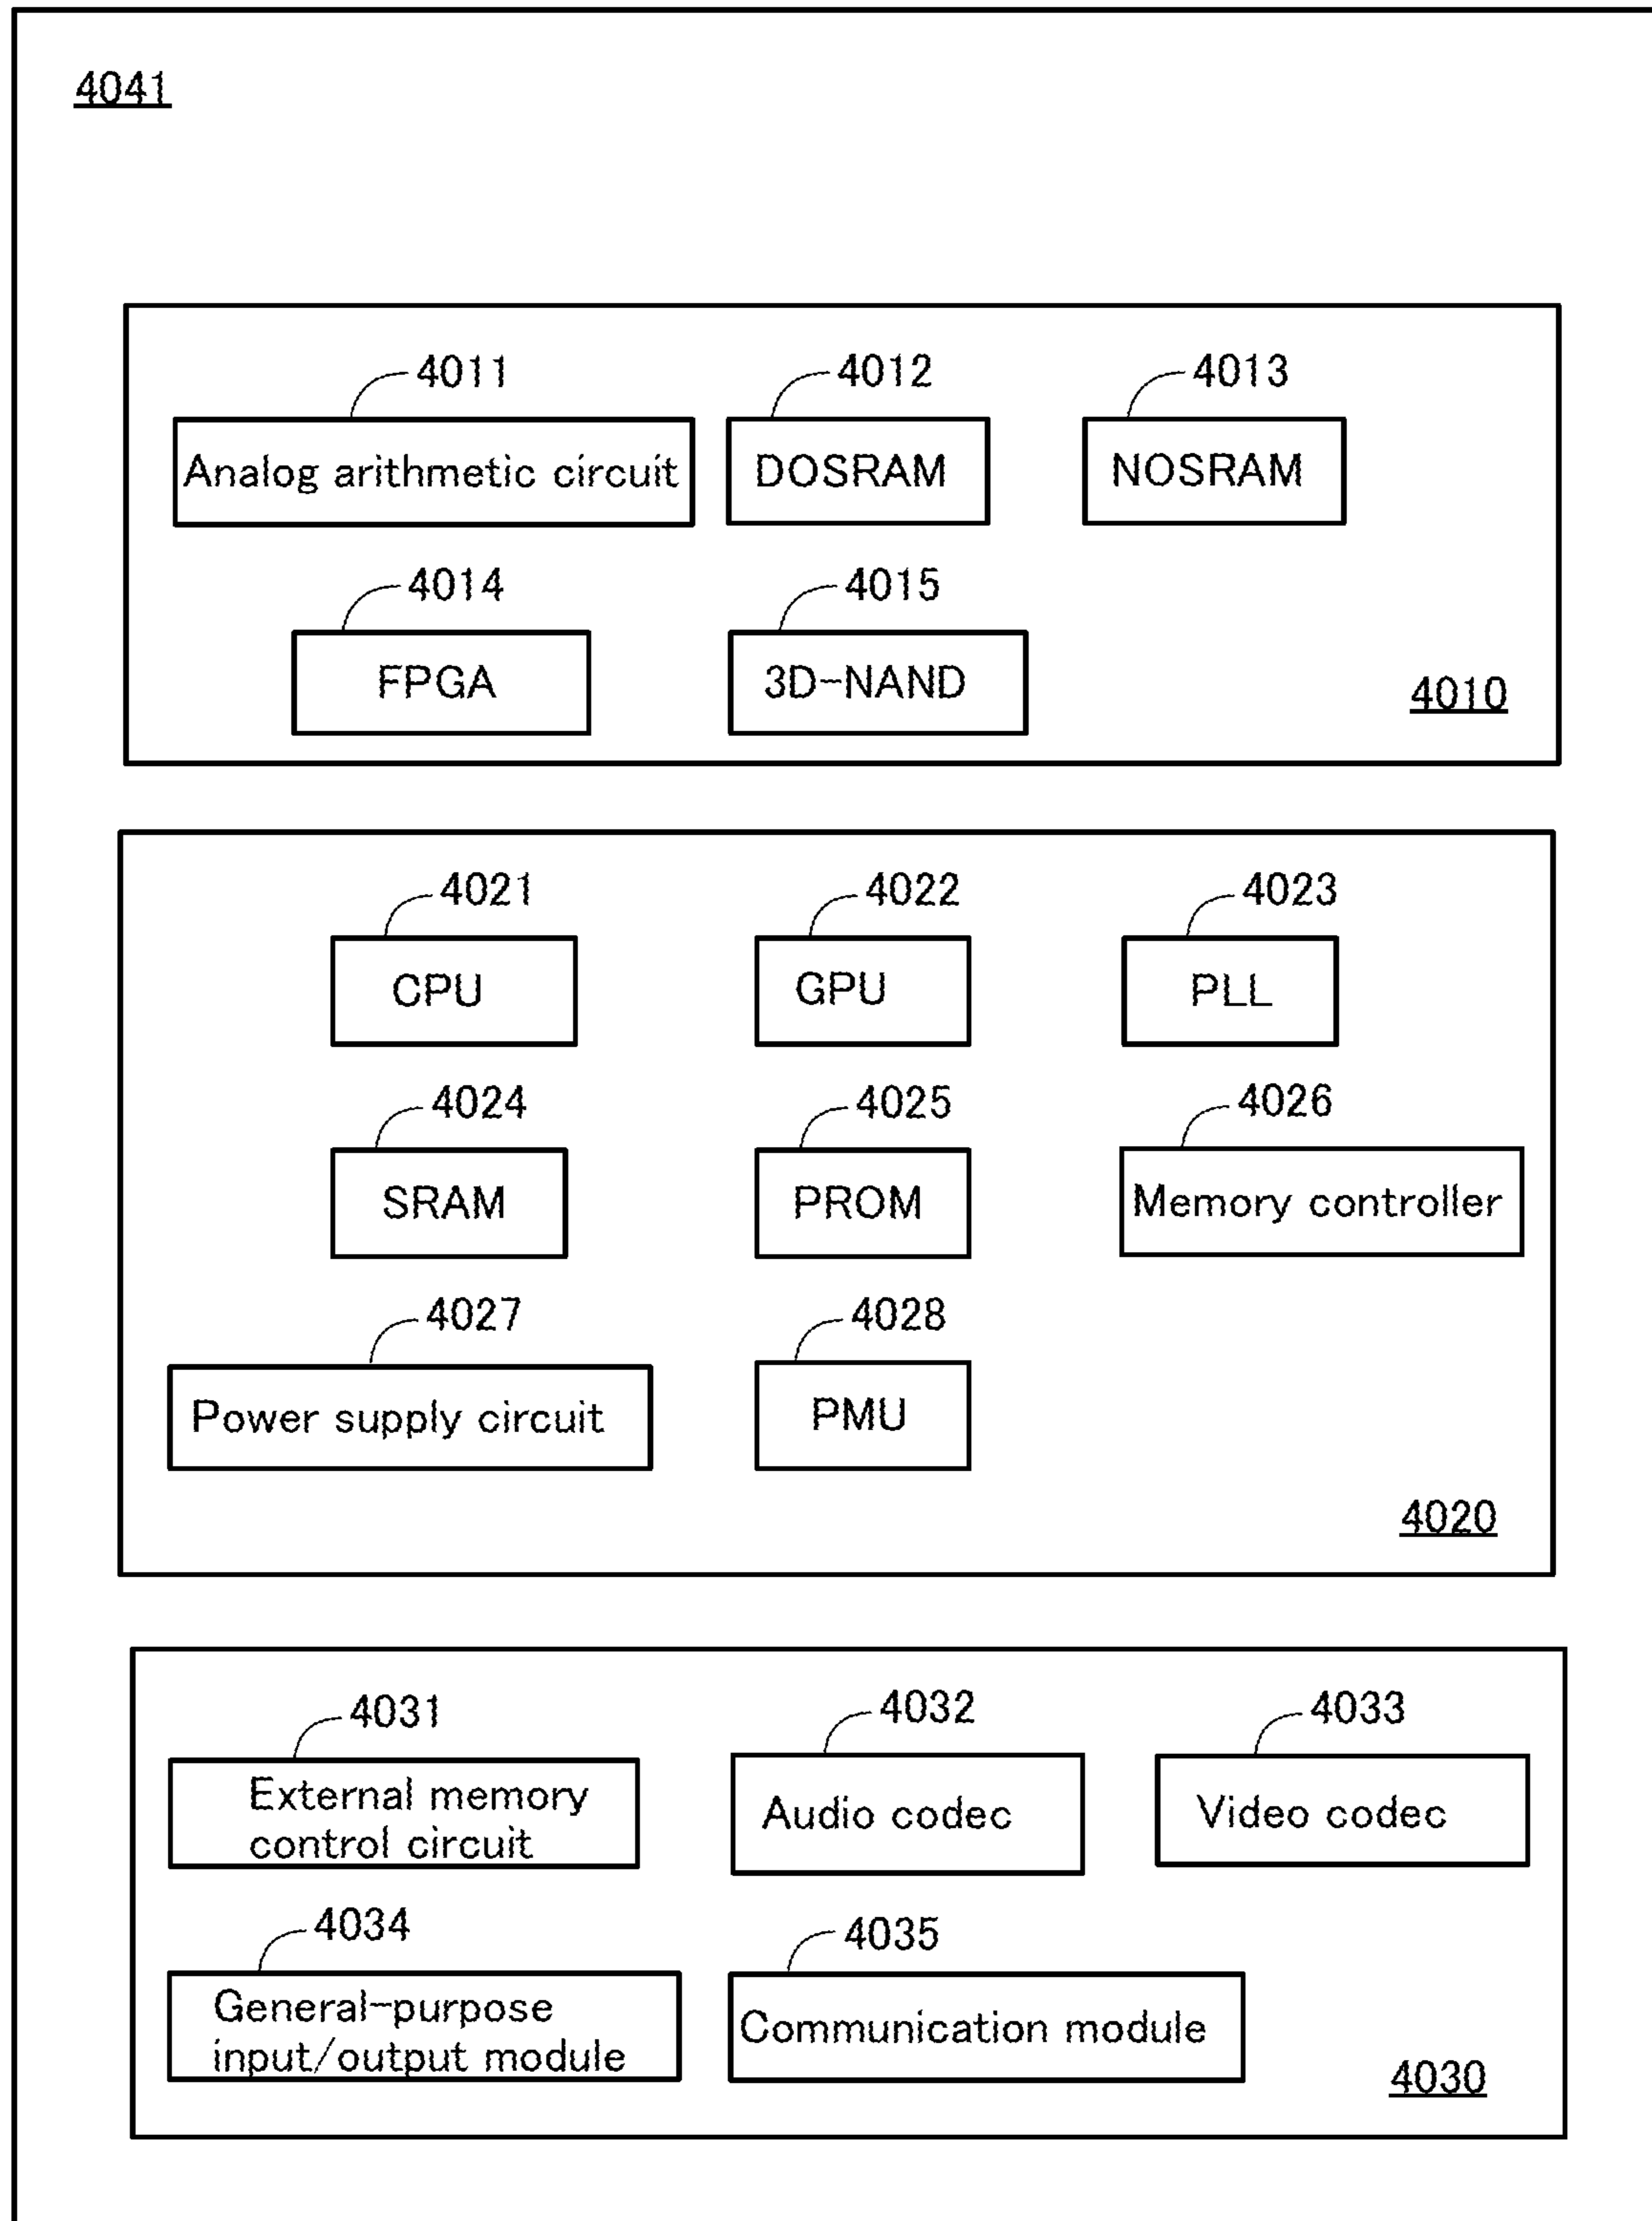 4041
4011
4012
4013
Analog arithmetic circuit
DOSRAM
NOSRAM
4014
4015
FPGA
3D-NAND
4010
4021
4022
4023
CPU
GPU
PLL
4024
4025
4026
SRAM
PROM
Memory controller
4027
4028
Power supply circuit
PMU
4020
4031
4032
4033
External memory
control circuit
Audio codec
Video codec
4034
4035
General-purpose
input/output module
Communication module
4030